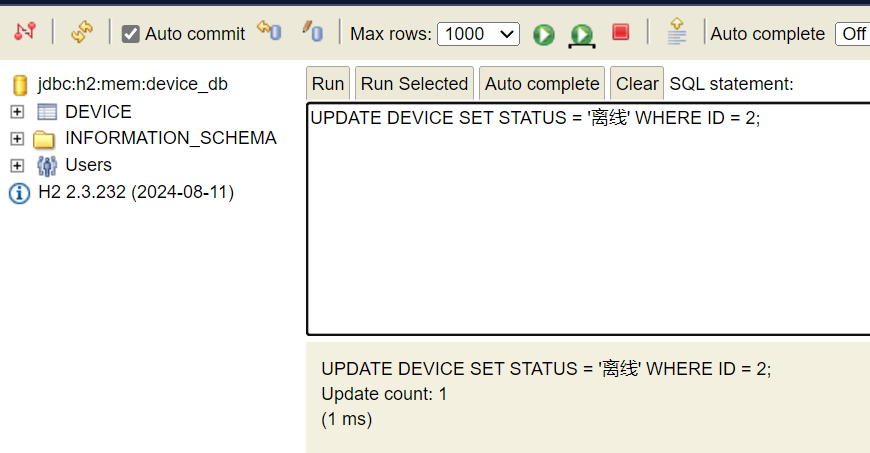 Auto commit Max rows: 1000 Auto complete Off
jdbc:h2:mem:device_db
DEVICE
INFORMATION_SCHEMA
Users
H2 2.3.232 (2024-08-11)
Run Run Selected Auto complete Clear SQL statement:
UPDATE DEVICE SET STATUS = '离线' WHERE ID = 2;
UPDATE DEVICE SET STATUS = '离线' WHERE ID = 2;
Update count: 1
(1 ms)